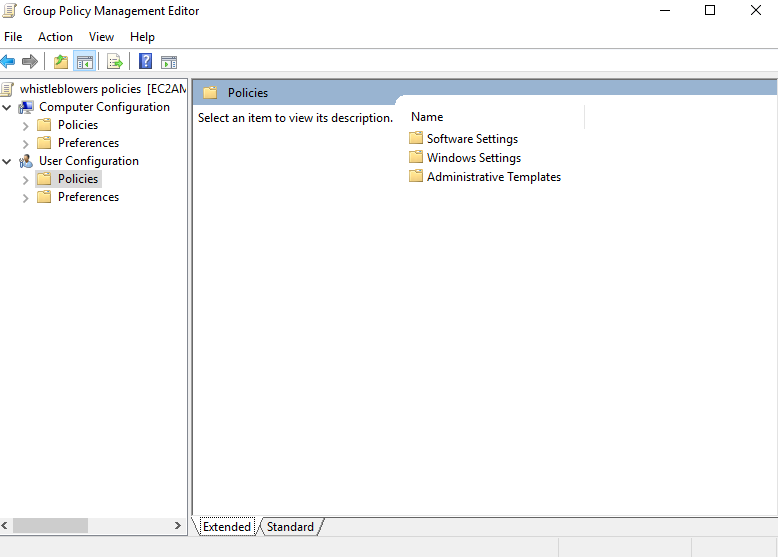 Group Policy Management Editor
File Action View Help
whistleblowers policies [EC2AM
Computer Configuration
Policies
Preferences
User Configuration
Policies
Preferences
Policies
Select an item to view its description.
Name
Software Settings
Windows Settings
Administrative Templates
Extended Standard